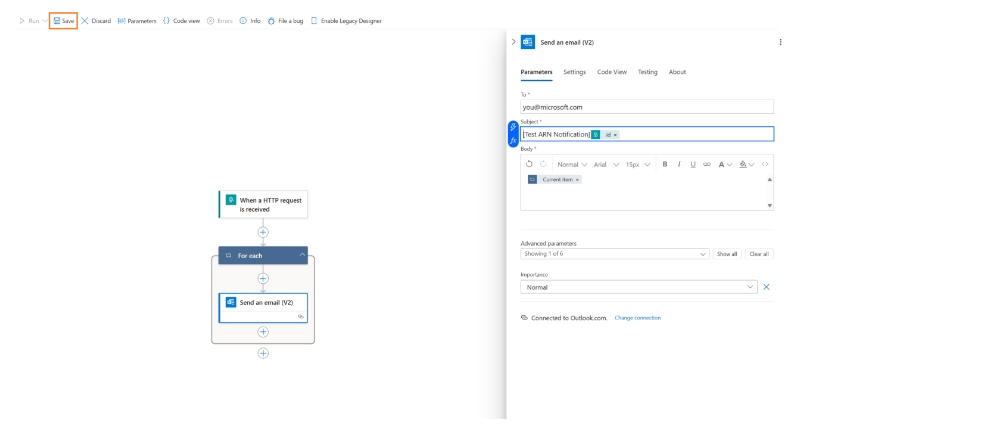 Run Save Discard Parameters Code view Errors Info File a bug Enable Legacy Designer
Send an email (V2)
Parameters Settings Code View Testing About
To *
you@microsoft.com
Subject *
[Test ARN Notification] id ×
fx
Body *
Normal Arial 15px B I U A
Current item ×
When a HTTP request
is received
For each
Send an email (V2)
Advanced parameters
Showing 1 of 6 Show all Clear all
Importance
Normal
Connected to Outlook.com. Change connection